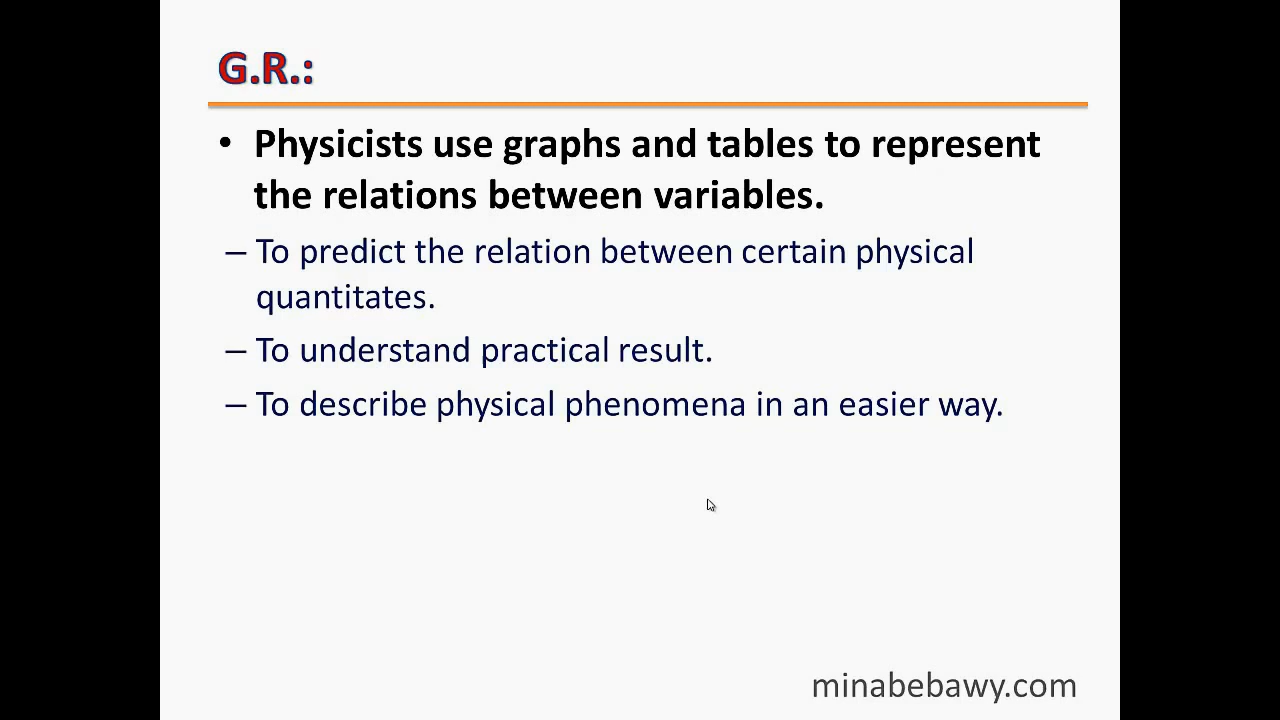 G.R.:
• Physicists use graphs and tables to represent
the relations between variables.
– To predict the relation between certain physical
quantitates.
– To understand practical result.
– To describe physical phenomena in an easier way.
minabebawy.com